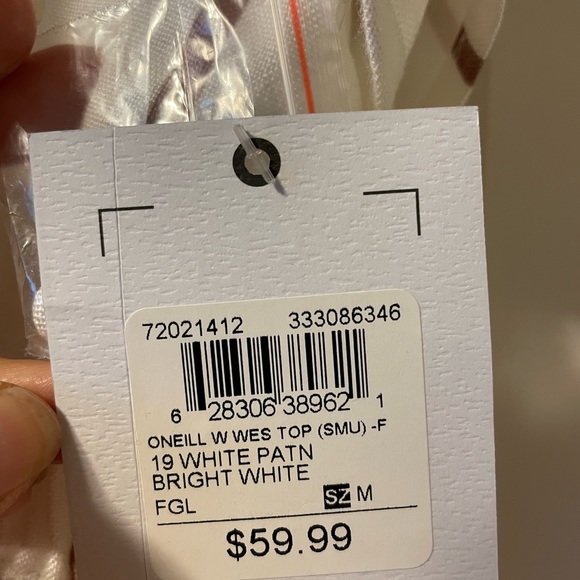 72021412 333086346
6 28306 38962 1
ONEILL W WES TOP (SMU) -F
19 WHITE PATN
BRIGHT WHITE
FGL SZ M
$59.99